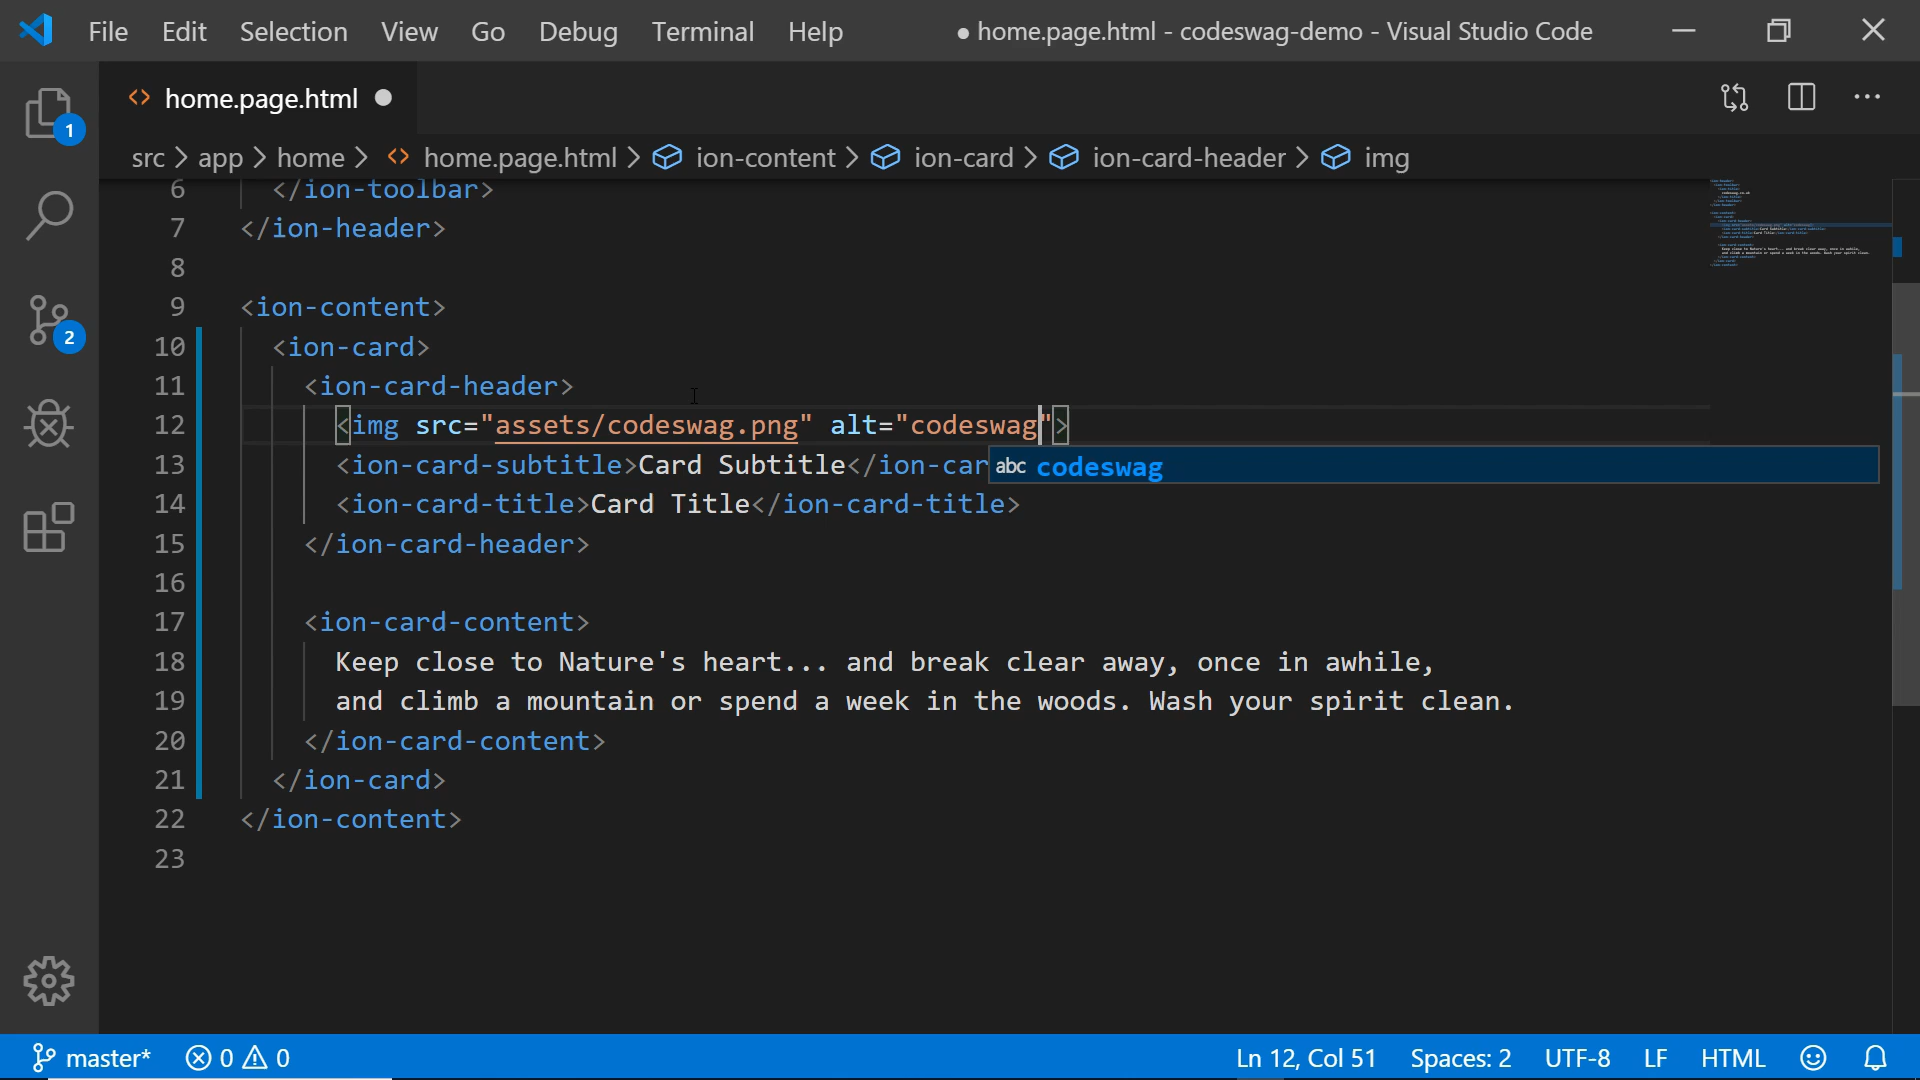 File Edit Selection View Go Debug Terminal Help ● home.page.html - codeswag-demo - Visual Studio Code
<> home.page.html ●
src > app > home > <> home.page.html > ion-content > ion-card > ion-card-header > img
1
2
6 </ion-toolbar>
7 </ion-header>
8
9 <ion-content>
10 <ion-card>
11 <ion-card-header>
12 <img src="assets/codeswag.png" alt="codeswag">
13 <ion-card-subtitle>Card Subtitle</ion-car
abc codeswag
14 <ion-card-title>Card Title</ion-card-title>
15 </ion-card-header>
16
17 <ion-card-content>
18 Keep close to Nature's heart... and break clear away, once in awhile,
19 and climb a mountain or spend a week in the woods. Wash your spirit clean.
20 </ion-card-content>
21 </ion-card>
22 </ion-content>
23
master* 0 0 Ln 12, Col 51 Spaces: 2 UTF-8 LF HTML